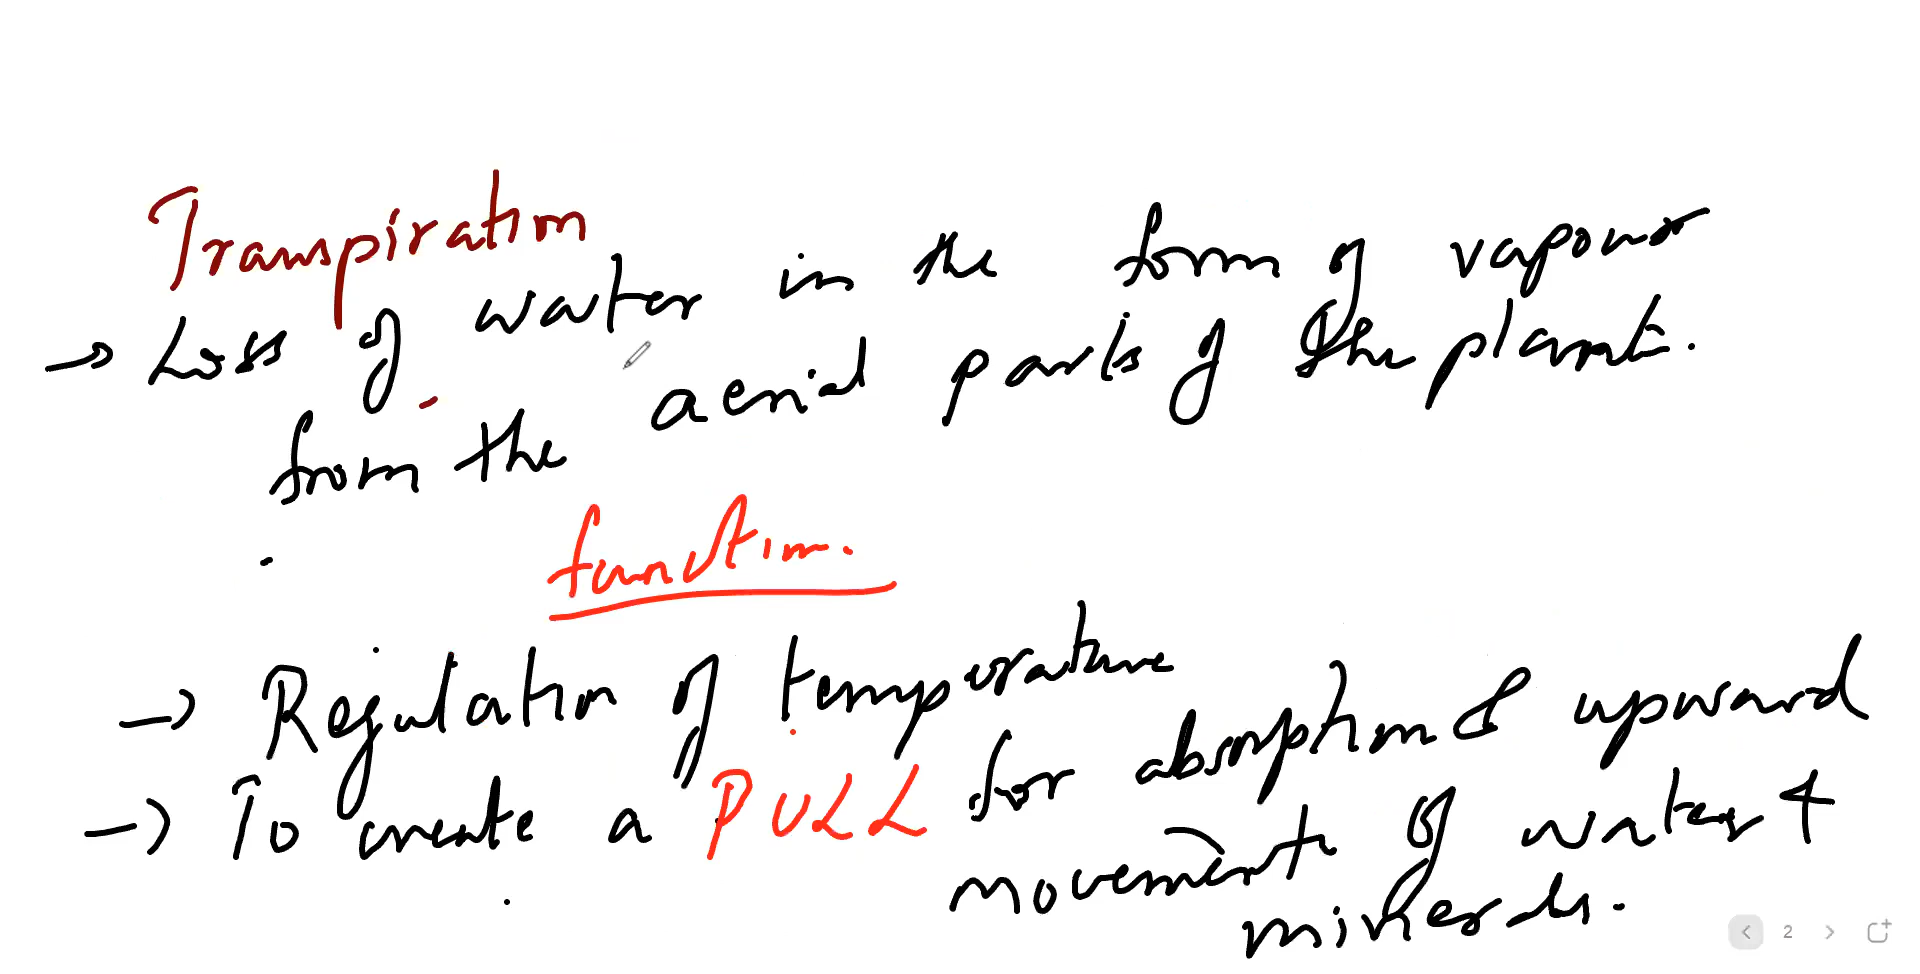 Transpiration
→ Loss of water in the form of vapour
from the aerial parts of the plant.
function.
→ Regulation of temperature
→ To create a PULL for absorption & upward
movement of water +
minerals.
2